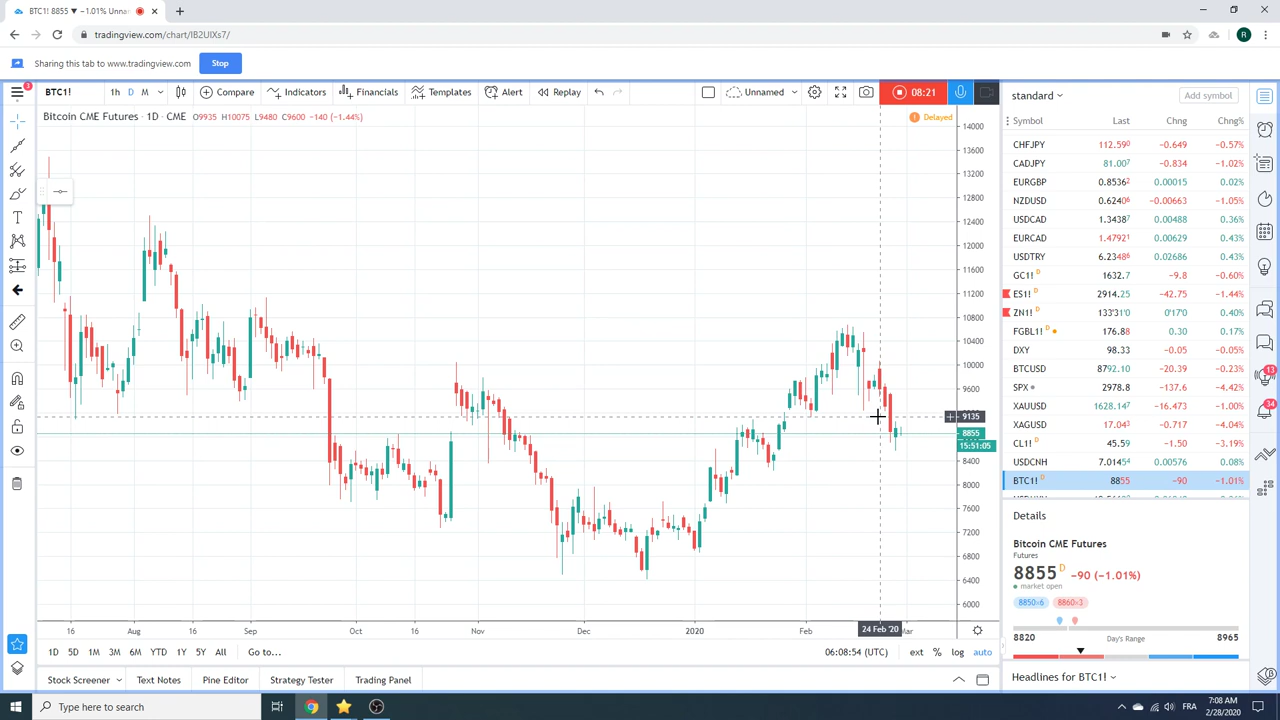 BTC1! 8855 ▼ −1.01% Unna
tradingview.com/chart/IB2UIXs7/
R
Sharing this tab to www.tradingview.com
Stop
3
BTC1!
1h D M
Compare
Indicators
Financials
Templates
Alert
Replay
Unnamed
08:21
standard
Add symbol
Bitcoin CME Futures · 1D · CME O9935 H10075 L9480 C9600 −140 (−1.44%)
Delayed
Symbol Last Chng Chng%
CHFJPY 112.590 −0.649 −0.57%
CADJPY 81.007 −0.834 −1.02%
EURGBP 0.85362 0.00015 0.02%
NZDUSD 0.62406 −0.00663 −1.05%
USDCAD 1.34387 0.00488 0.36%
EURCAD 1.47921 0.00629 0.43%
USDTRY 6.23486 0.02686 0.43%
GC1! D 1632.7 −9.8 −0.60%
ES1! D 2914.25 −42.75 −1.44%
ZN1! D 133'31'0 0'17'0 0.40%
FGBL1! D 176.88 0.30 0.17%
DXY 98.33 −0.05 −0.05%
BTCUSD 8792.10 −20.39 −0.23%
SPX 2978.8 −137.6 −4.42%
XAUUSD 1628.147 −16.473 −1.00%
XAGUSD 17.043 −0.717 −4.04%
CL1! D 45.59 −1.50 −3.19%
USDCNH 7.01454 0.00576 0.08%
BTC1! D 8855 −90 −1.01%
14000
13600
13200
12800
12400
12000
11600
11200
10800
10400
10000
9600
9135
8855
15:51:05
8400
8000
7600
7200
6800
6400
6000
13
34
Details
Bitcoin CME Futures
Futures
8855 D −90 (−1.01%)
market open
8850×6 8860×3
8820 Day's Range 8965
Headlines for BTC1!
16 Aug Sep Oct 16 Nov Dec 2020 Feb 24 Feb '20 Mar
1D 5D 1M 3M 6M YTD 1Y 5Y All Go to...
06:08:54 (UTC) ext % log auto
Stock Screener Text Notes Pine Editor Strategy Tester Trading Panel
Type here to search
FRA
7:08 AM
2/28/2020